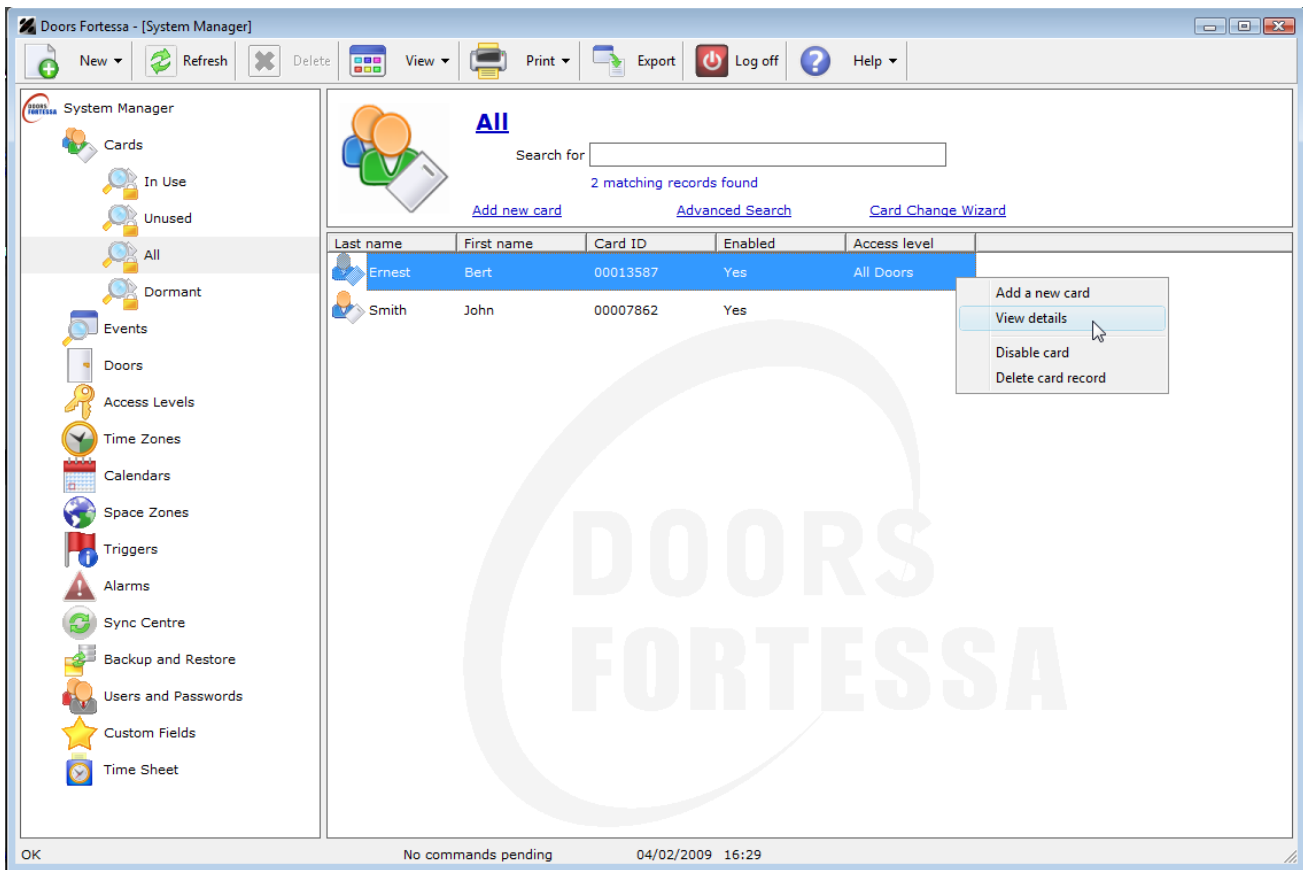 Doors Fortessa - [System Manager]
New Refresh Delete View Print Export Log off Help
DOORS FORTESSA System Manager
Cards
In Use
Unused
All
Dormant
Events
Doors
Access Levels
Time Zones
Calendars
Space Zones
Triggers
Alarms
Sync Centre
Backup and Restore
Users and Passwords
Custom Fields
Time Sheet
All
Search for
2 matching records found
Add new card Advanced Search Card Change Wizard
Last name First name Card ID Enabled Access level
Ernest Bert 00013587 Yes All Doors
Smith John 00007862 Yes
Add a new card
View details
Disable card
Delete card record
DOORS
FORTESSA
OK No commands pending 04/02/2009 16:29